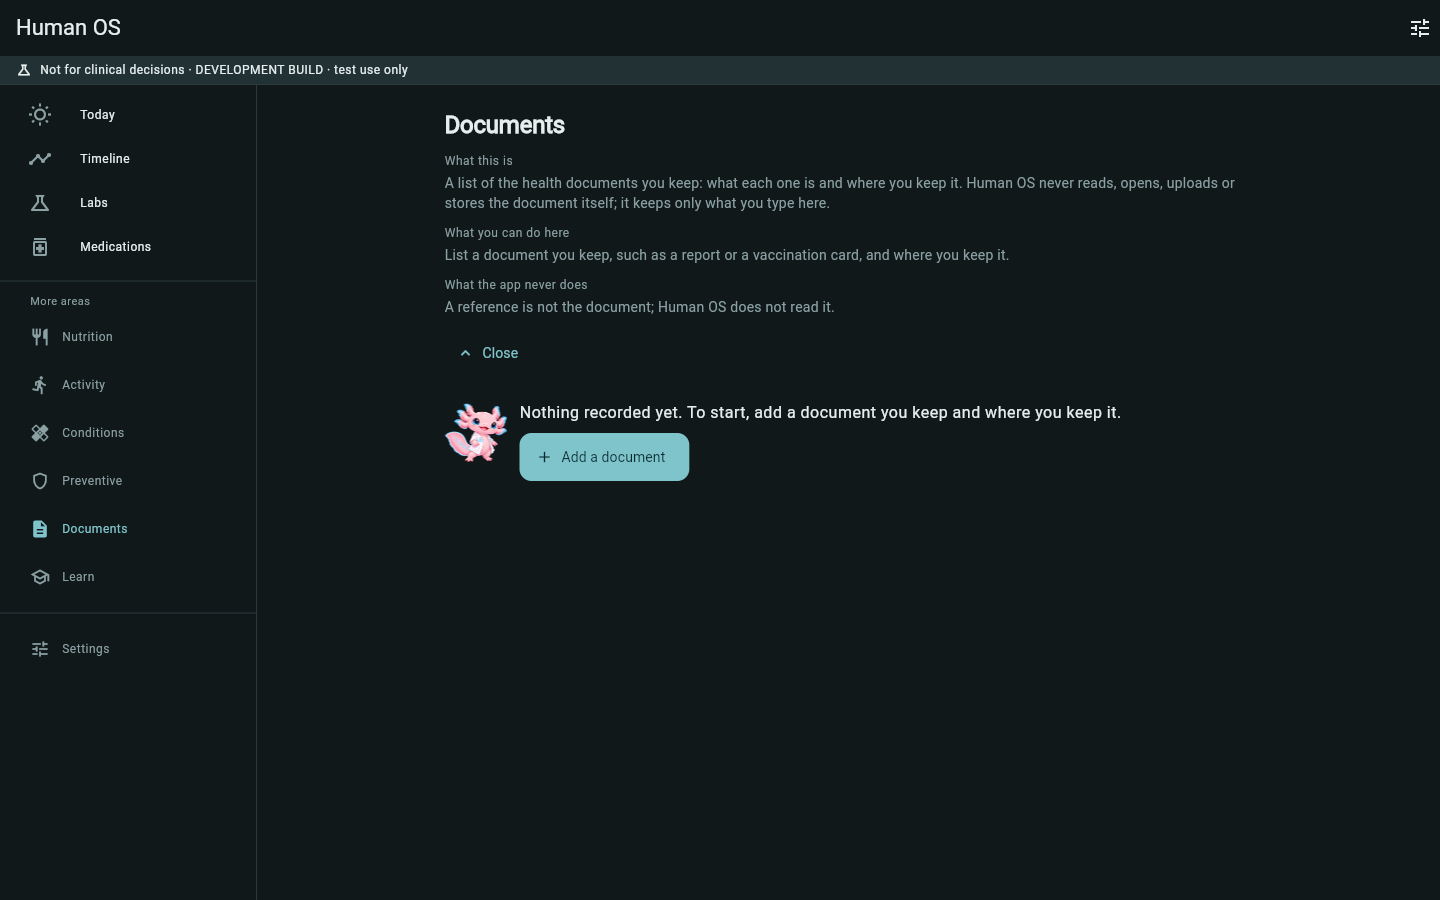 Human OS
Not for clinical decisions · DEVELOPMENT BUILD · test use only
Today
Timeline
Labs
Medications
More areas
Nutrition
Activity
Conditions
Preventive
Documents
Learn
Settings
Documents
What this is
A list of the health documents you keep: what each one is and where you keep it. Human OS never reads, opens, uploads or
stores the document itself; it keeps only what you type here.
What you can do here
List a document you keep, such as a report or a vaccination card, and where you keep it.
What the app never does
A reference is not the document; Human OS does not read it.
Close
Nothing recorded yet. To start, add a document you keep and where you keep it.
Add a document